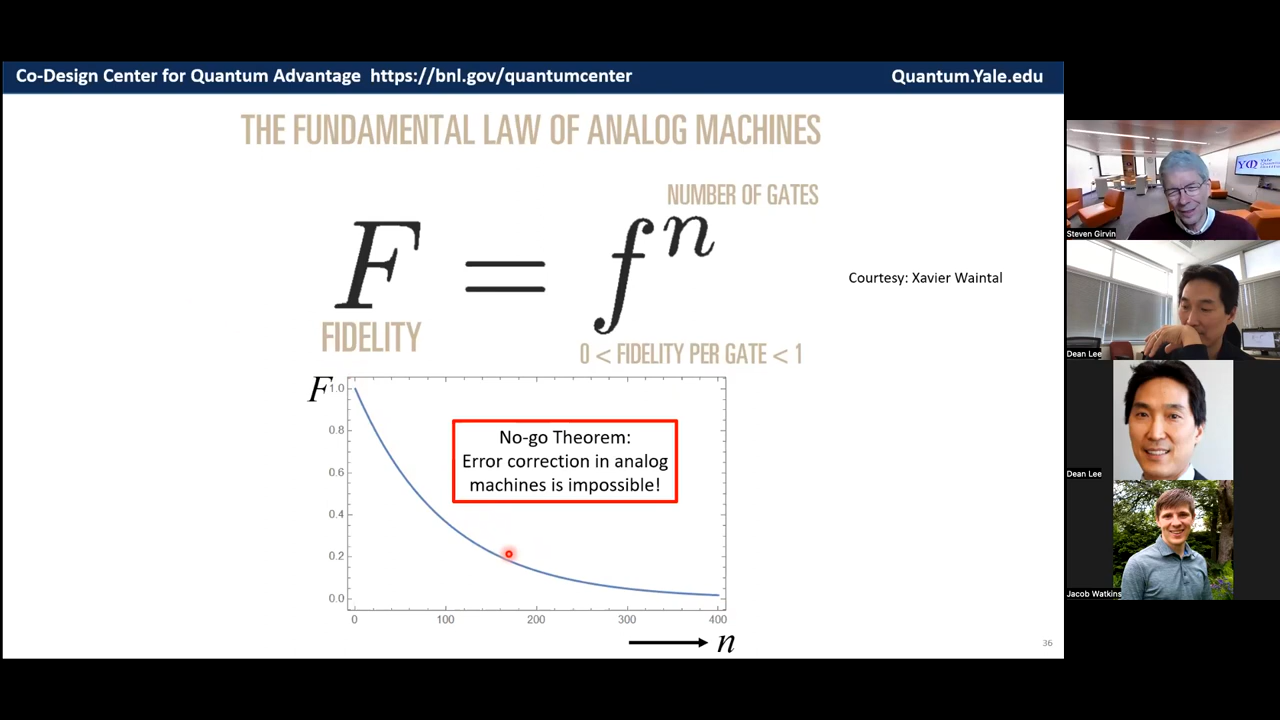 Co-Design Center for Quantum Advantage https://bnl.gov/quantumcenter
Quantum.Yale.edu
THE FUNDAMENTAL LAW OF ANALOG MACHINES
NUMBER OF GATES
F = fⁿ
Courtesy: Xavier Waintal
FIDELITY
0 < FIDELITY PER GATE < 1
F
1.0
0.8
0.6
0.4
0.2
0.0
No-go Theorem:
Error correction in analog
machines is impossible!
0 100 200 300 400
n
36
Steven Girvin
Dean Lee
Dean Lee
Jacob Watkins